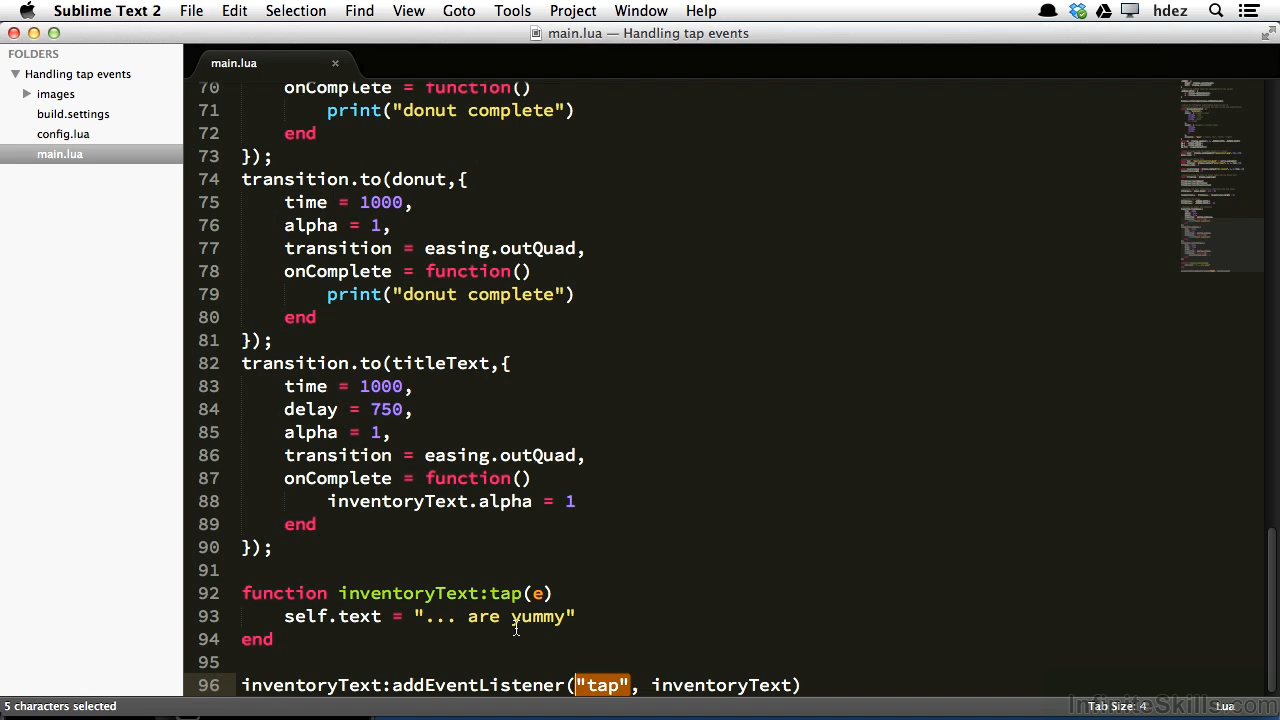 Sublime Text 2 File Edit Selection Find View Goto Tools Project Window Help hdez
main.lua — Handling tap events
FOLDERS
Handling tap events
images
build.settings
config.lua
main.lua
main.lua ×
70 onComplete = function()
71 print("donut complete")
72 end
73 });
74 transition.to(donut,{
75 time = 1000,
76 alpha = 1,
77 transition = easing.outQuad,
78 onComplete = function()
79 print("donut complete")
80 end
81 });
82 transition.to(titleText,{
83 time = 1000,
84 delay = 750,
85 alpha = 1,
86 transition = easing.outQuad,
87 onComplete = function()
88 inventoryText.alpha = 1
89 end
90 });
91
92 function inventoryText:tap(e)
93 self.text = "... are yummy"
94 end
95
96 inventoryText:addEventListener("tap", inventoryText)
5 characters selected Tab Size: 4 Lua
InfiniteSkills.com